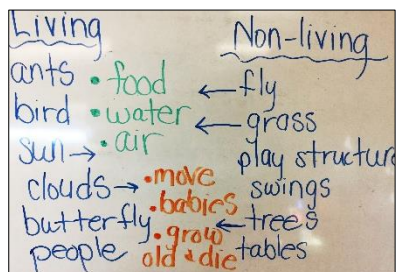 Living
Non-living
ants • food ← fly
bird • water ← grass
sun → • air play structure
clouds → • move swings
• babies
butterfly • grow ← trees
people old & die tables